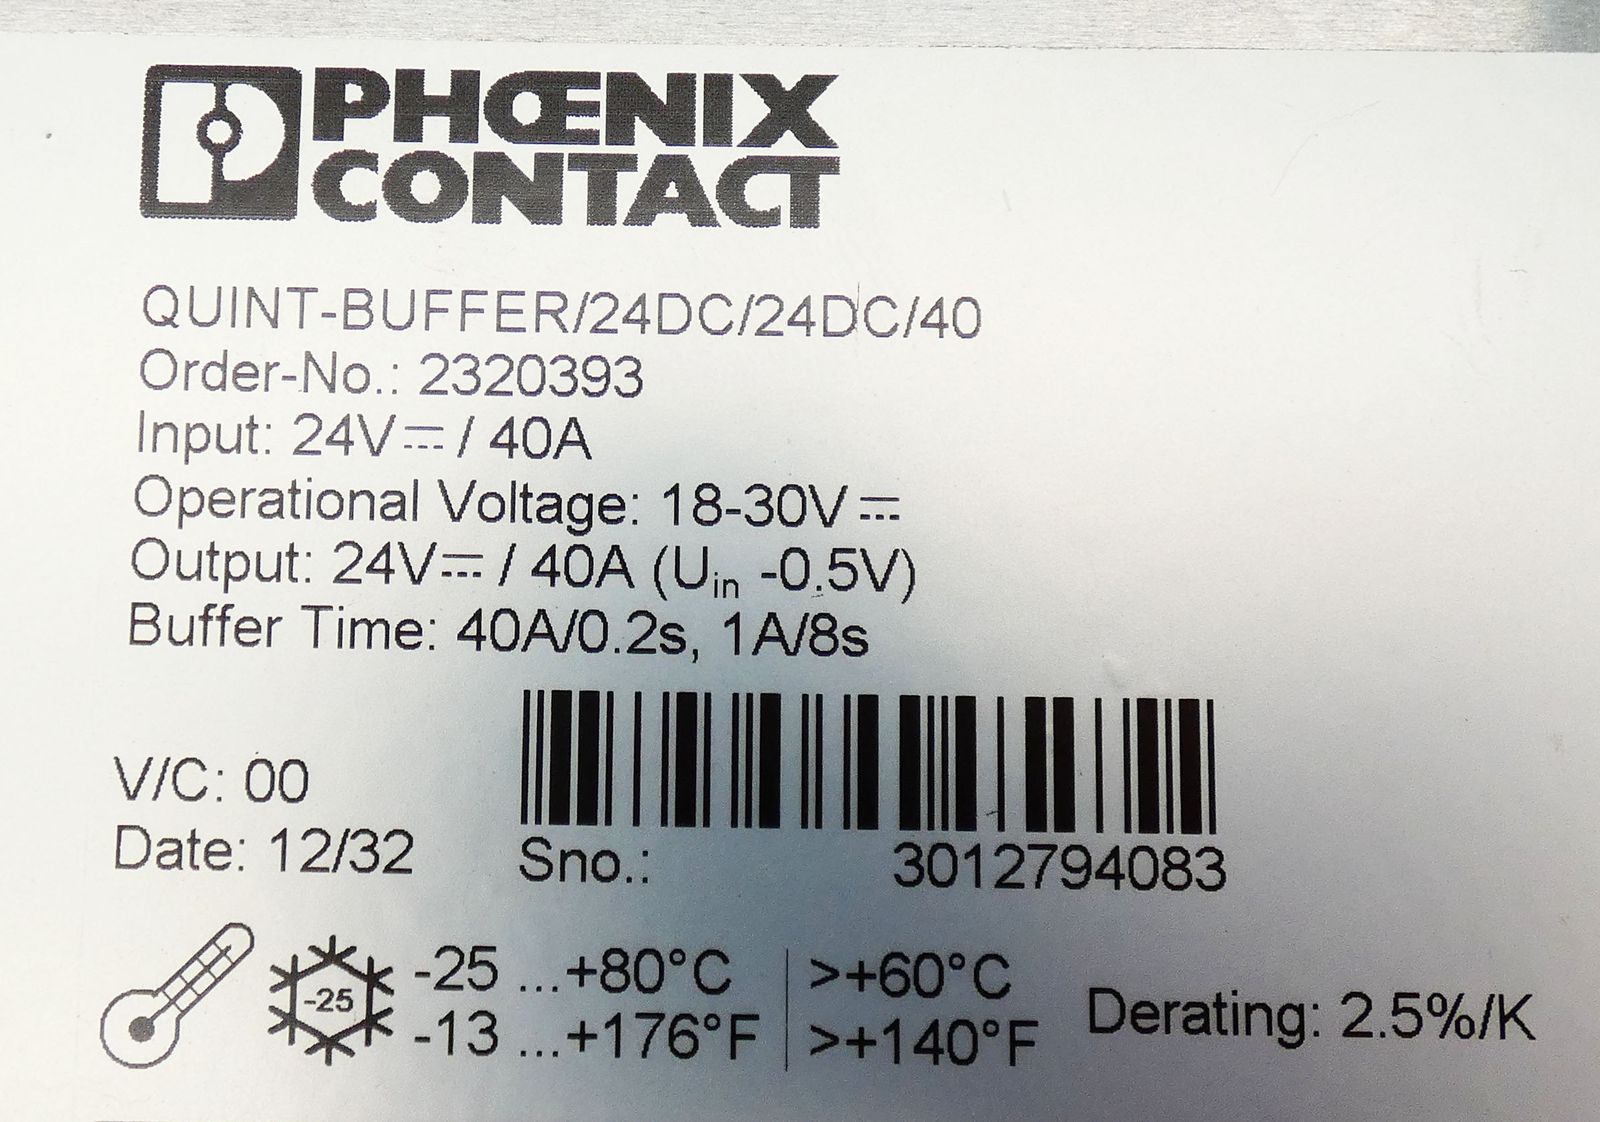 PHŒNIX
CONTACT
QUINT-BUFFER/24DC/24DC/40
Order-No.: 2320393
Input: 24V⎓ / 40A
Operational Voltage: 18-30V⎓
Output: 24V⎓ / 40A (Uin -0.5V)
Buffer Time: 40A/0.2s, 1A/8s
V/C: 00
Date: 12/32
Sno.: 3012794083
-25
-25 ...+80°C >+60°C
-13 ...+176°F >+140°F
Derating: 2.5%/K